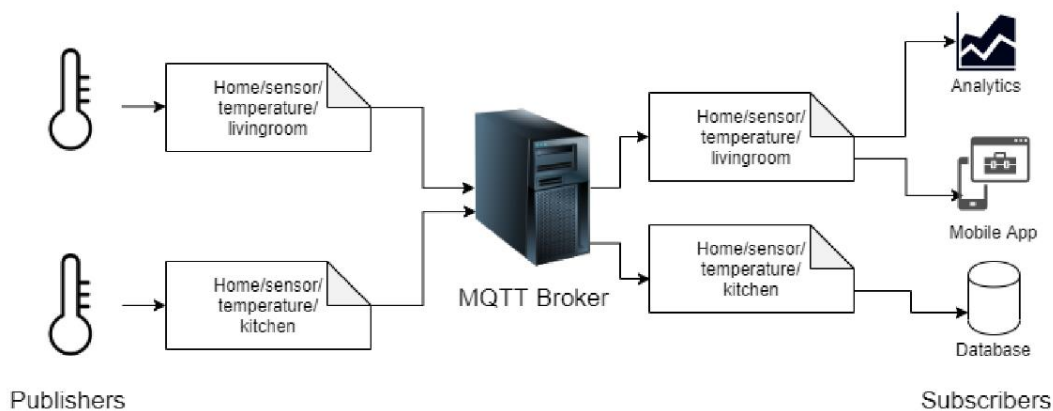 Home/sensor/
temperature/
livingroom
Home/sensor/
temperature/
kitchen
Publishers
MQTT Broker
Home/sensor/
temperature/
livingroom
Home/sensor/
temperature/
kitchen
Analytics
Mobile App
Database
Subscribers